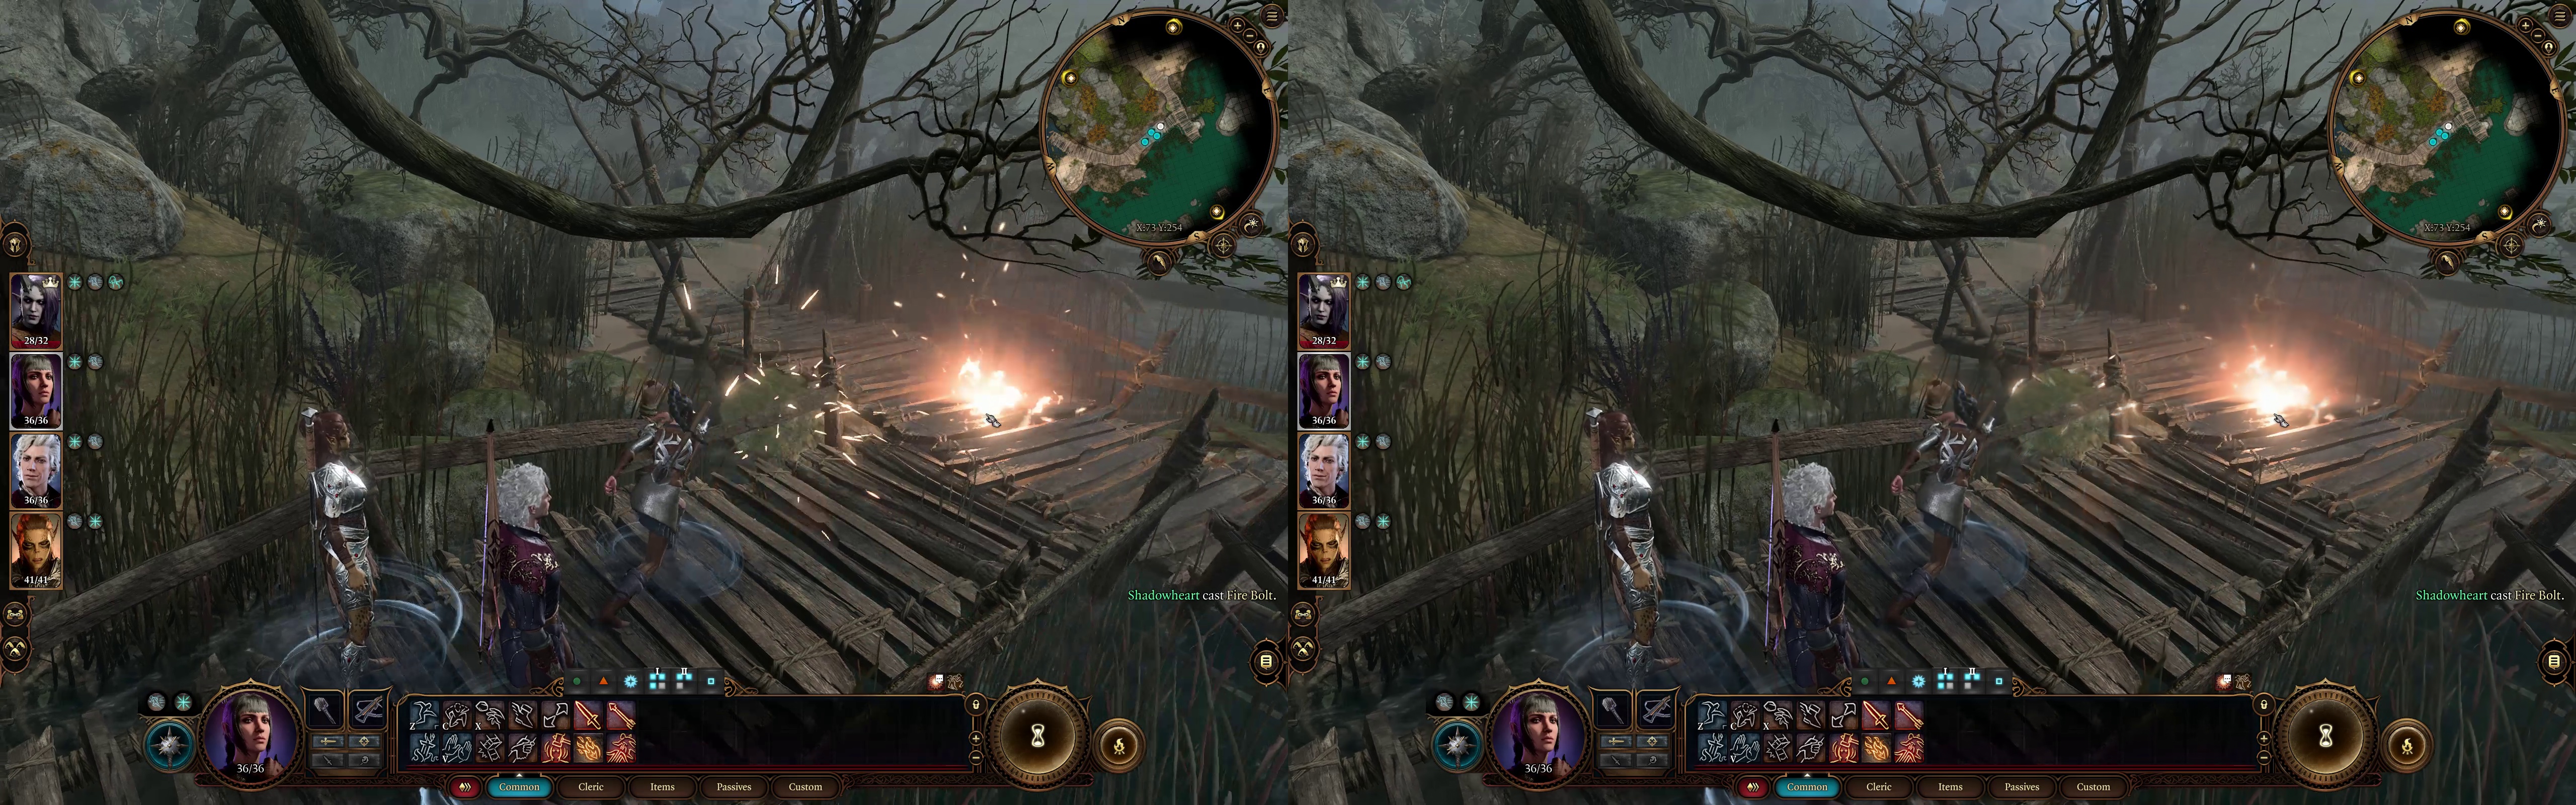 N
X:73 Y:254
S
28/32
36/36
36/36
41/41
Shadowheart cast Fire Bolt.
I
II
Z
C
X
V
36/36
Common
Cleric
Items
Passives
Custom
N
X:73 Y:254
S
28/32
36/36
36/36
41/41
Shadowheart cast Fire Bolt.
I
II
Z
C
X
V
36/36
Common
Cleric
Items
Passives
Custom